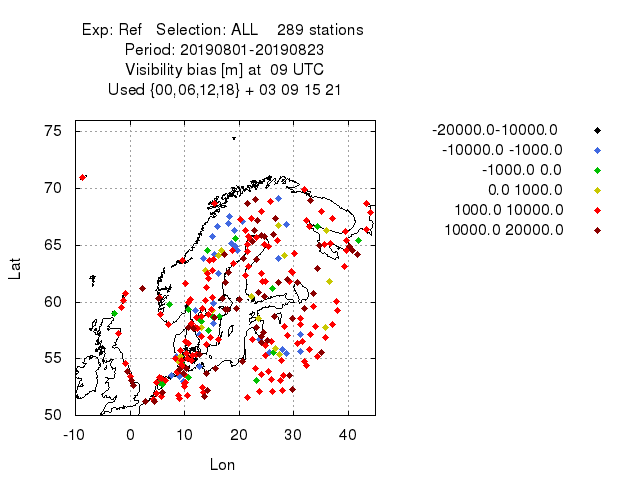 Exp: Ref Selection: ALL 289 stations
Period: 20190801-20190823
Visibility bias [m] at 09 UTC
Used {00,06,12,18} + 03 09 15 21
-20000.0-10000.0
-10000.0 -1000.0
-1000.0 0.0
0.0 1000.0
1000.0 10000.0
10000.0 20000.0
75
70
65
60
55
50
Lat
-10 0 10 20 30 40
Lon